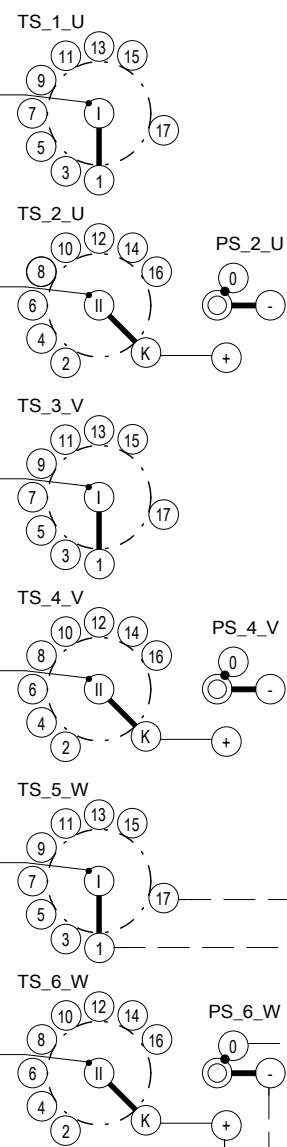 TS_1_U
13
11 15
9
7 I 17
5
3 1
TS_2_U
12
10 14 PS_2_U
8 16 0
6 II -
4 K +
2
TS_3_V
13
11 15
9
7 I 17
5
3 1
TS_4_V
12
10 14 PS_4_V
8 16 0
6 II -
4 K +
2
TS_5_W
13
11 15
9
7 I 17
5
3 1
TS_6_W
12
10 14 PS_6_W
8 16 0
6 II -
4 K +
2